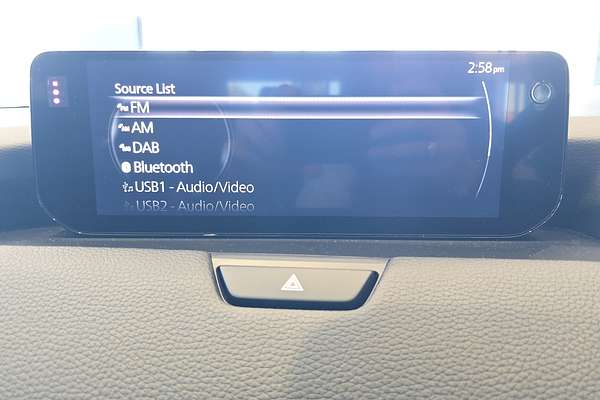 2:58pm
Source List
FM
AM
DAB
Bluetooth
USB1 - Audio/Video
USB2 - Audio/Video